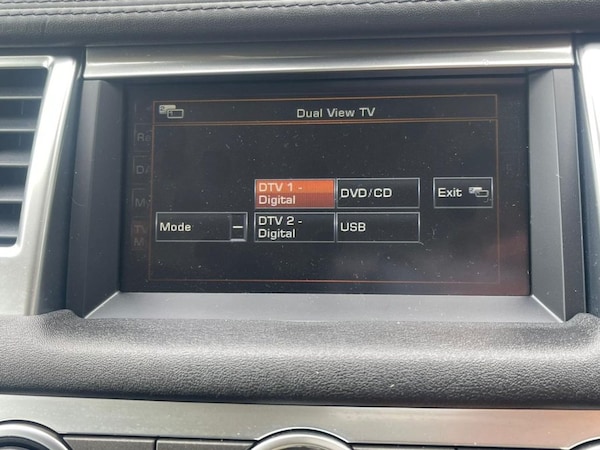 Dual View TV
DTV 1 -
Digital
DVD/CD
Exit
Mode
DTV 2 -
Digital
USB